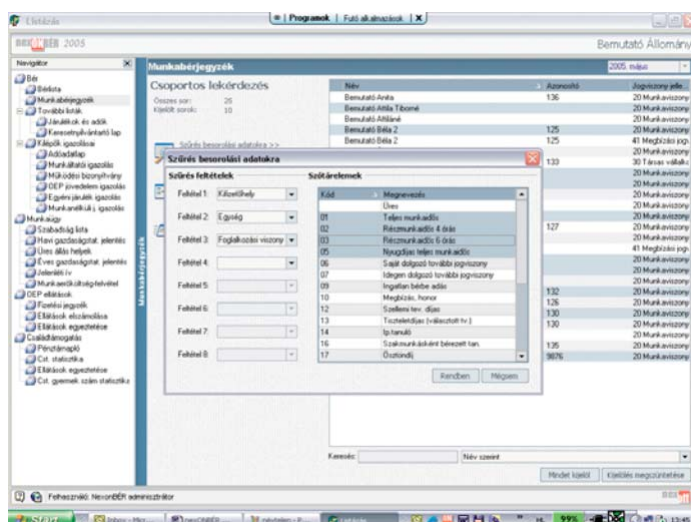 Listázás
Programok | Futó alkalmazások | X
nexONBÉR 2005
Bemutató Állomány
Navigátor
Munkabérjegyzék
2005. május
Bér
Bérlista
Munkabérjegyzék
További listák
Járulékok és adók
Keresetnyilvántartó lap
Kilépők igazolásai
Adóadatlap
Munkáltatói igazolás
Működési bizonyítvány
OEP jövedelem igazolás
Egyéni járulék igazolás
Munkanélküli j. igazolás
Munkaügy
Szabadság lista
Havi gazdaságstat. jelentés
Üres állás helyek
Éves gazdaságstat. jelentés
Jelenléti ív
Munkaerőköltség-felvétel
OEP ellátások
Fizetési jegyzék
Ellátások elszámolása
Ellátások egyeztetése
Családtámogatás
Pénztárnapló
Cst. statisztika
Ellátások egyeztetése
Cst. gyermek szám statisztika
Munkabérjegyzék
Csoportos lekérdezés
Összes sor: 25
Kijelölt sorok: 10
Szűrés besorolási adatokra >>
Név Azonosító Jogviszony jelle...
Bemutató Anita 136 20 Munkaviszony
Bemutató Attila Tiborné 20 Munkaviszony
Bemutató Attiláné 20 Munkaviszony
Bemutató Béla 2 125 20 Munkaviszony
Bemutató Béla 2 125 41 Megbízási jog
20 Munkaviszony
133 30 Társas vállalk
20 Munkaviszony
20 Munkaviszony
20 Munkaviszony
20 Munkaviszony
127 20 Munkaviszony
20 Munkaviszony
41 Megbízási jog
20 Munkaviszony
20 Munkaviszony
20 Munkaviszony
132 20 Munkaviszony
126 20 Munkaviszony
130 20 Munkaviszony
130 20 Munkaviszony
20 Munkaviszony
135 20 Munkaviszony
9876 20 Munkaviszony
Szűrés besorolási adatokra
Szűrés feltételek
Feltétel 1: Kifizetőhely
Feltétel 2: Egység
Feltétel 3: Foglalkozási viszony
Feltétel 4:
Feltétel 5:
Feltétel 6:
Feltétel 7:
Feltétel 8:
Szótárelemek
Kód Megnevezés
Üres
01 Teljes munkaidős
02 Részmunkaidős 4 órás
03 Részmunkaidős 6 órás
05 Nyugdíjas teljes munkaidős
06 Saját dolgozó további jogviszony
07 Idegen dolgozó további jogviszony
09 Ingatlan bérbe adás
10 Megbízás, honor
12 Szellemi tev. díjas
13 Tiszteletdíjas (választott tv.)
14 Ip.tanuló
16 Szakmunkásként bérezett tan.
17 Ösztöndíj
Rendben
Mégsem
Keresés:
Név szerint
Mindet kijelöl
Kijelölés megszüntetése
Felhasználó: NexonBÉR adminisztrátor
Start
99%